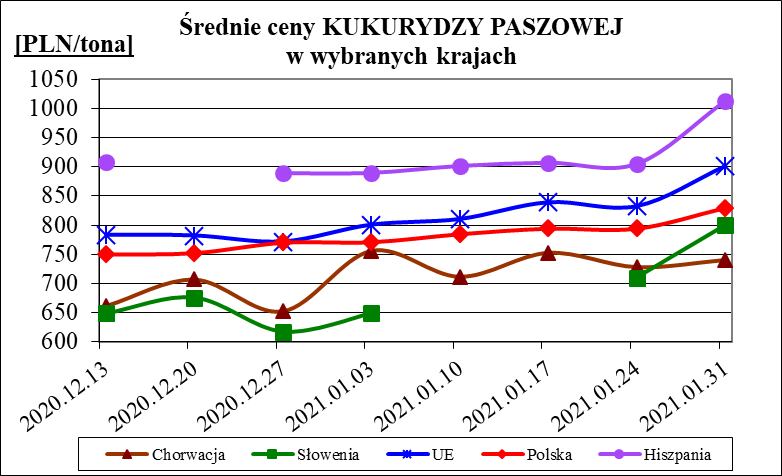 Średnie ceny KUKURYDZY PASZOWEJ
w wybranych krajach
[PLN/tona]
1050
1000
950
900
850
800
750
700
650
600
2020.12.13
2020.12.20
2020.12.27
2021.01.03
2021.01.10
2021.01.17
2021.01.24
2021.01.31
Chorwacja
Słowenia
UE
Polska
Hiszpania